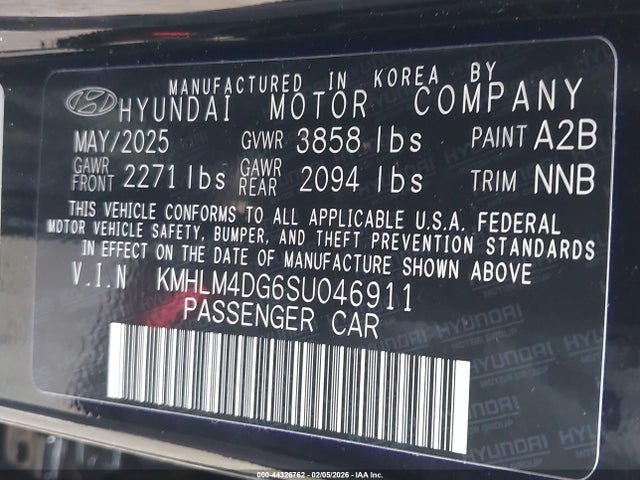 MANUFACTURED IN KOREA BY
HYUNDAI MOTOR COMPANY
MAY/2025 GVWR 3858 lbs PAINT A2B
GAWR FRONT 2271 lbs GAWR REAR 2094 lbs TRIM NNB
THIS VEHICLE CONFORMS TO ALL APPLICABLE U.S.A. FEDERAL
MOTOR VEHICLE SAFETY, BUMPER, AND THEFT PREVENTION STANDARDS
IN EFFECT ON THE DATE OF MANUFACTURE SHOWN ABOVE
V.I.N KMHLM4DG6SU046911
PASSENGER CAR
HYUNDAI
MOTOR GROUP
000-44326762 - 02/05/2026 - IAA Inc.